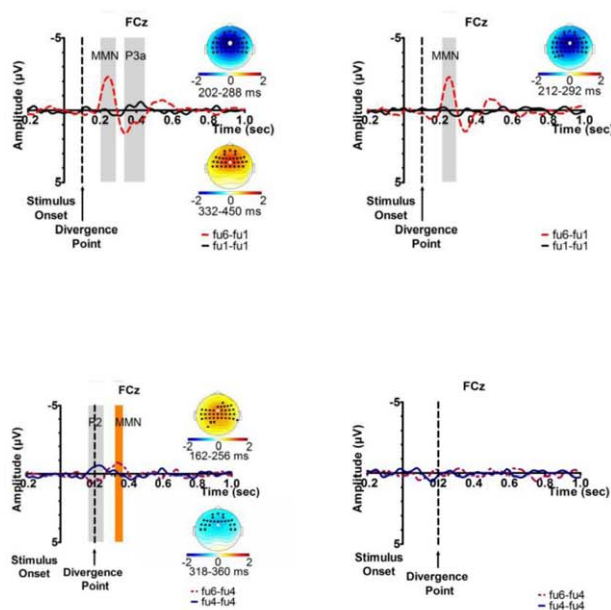 FCz
-5
MMN
P3a
-2 0 2
202-288 ms
Amplitude (µV)
0.2 0.2 0.4 0.6 0.8 1.0
Time (sec)
5
-2 0 2
332-450 ms
Stimulus
Onset
Divergence
Point
fu6-fu1
fu1-fu1
FCz
-5
MMN
-2 0 2
212-292 ms
Amplitude (µV)
0.2 0.2 0.4 0.6 0.8 1.0
Time (sec)
5
Stimulus
Onset
Divergence
Point
fu6-fu1
fu1-fu1
FCz
-5
P2
MMN
-2 0 2
162-256 ms
Amplitude (µV)
0.2 0.2 0.4 0.6 0.8 1.0
Time (sec)
5
-2 0 2
318-360 ms
Stimulus
Onset
Divergence
Point
fu6-fu4
fu4-fu4
FCz
-5
Amplitude (µV)
0.2 0.2 0.4 0.6 0.8 1.0
Time (sec)
5
Stimulus
Onset
Divergence
Point
fu6-fu4
fu4-fu4